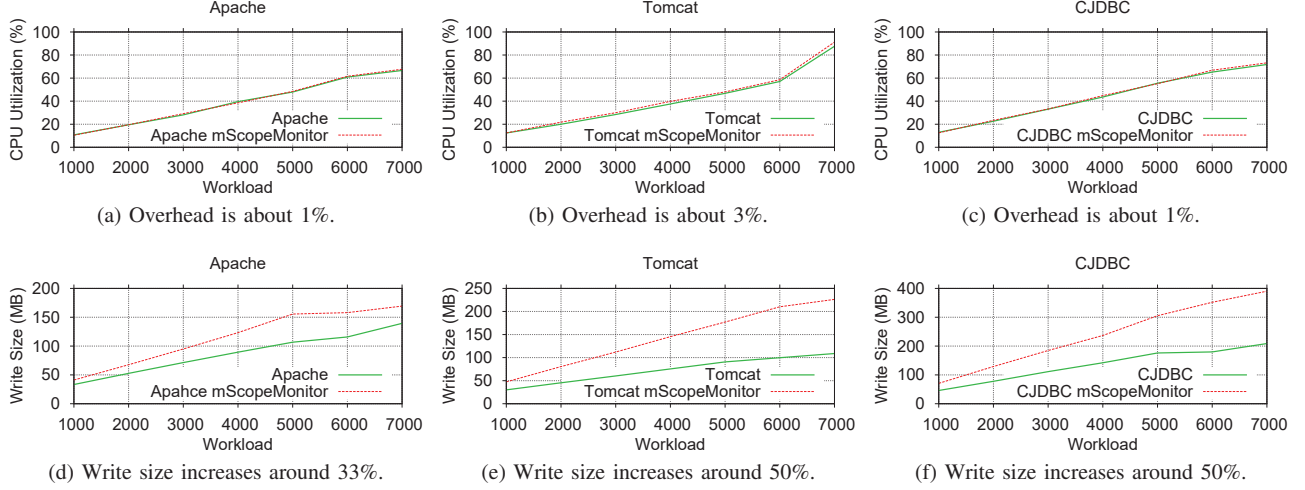 Apache
CPU Utilization (%)
100
80
60
40
20
0
Apache
Apache mScopeMonitor
1000 2000 3000 4000 5000 6000 7000
Workload
(a) Overhead is about 1%.
Tomcat
CPU Utilization (%)
100
80
60
40
20
0
Tomcat
Tomcat mScopeMonitor
1000 2000 3000 4000 5000 6000 7000
Workload
(b) Overhead is about 3%.
CJDBC
CPU Utilization (%)
100
80
60
40
20
0
CJDBC
CJDBC mScopeMonitor
1000 2000 3000 4000 5000 6000 7000
Workload
(c) Overhead is about 1%.
Apache
Write Size (MB)
200
150
100
50
0
Apache
Apahce mScopeMonitor
1000 2000 3000 4000 5000 6000 7000
Workload
(d) Write size increases around 33%.
Tomcat
Write Size (MB)
250
200
150
100
50
0
Tomcat
Tomcat mScopeMonitor
1000 2000 3000 4000 5000 6000 7000
Workload
(e) Write size increases around 50%.
CJDBC
Write Size (MB)
400
300
200
100
0
CJDBC
CJDBC mScopeMonitor
1000 2000 3000 4000 5000 6000 7000
Workload
(f) Write size increases around 50%.